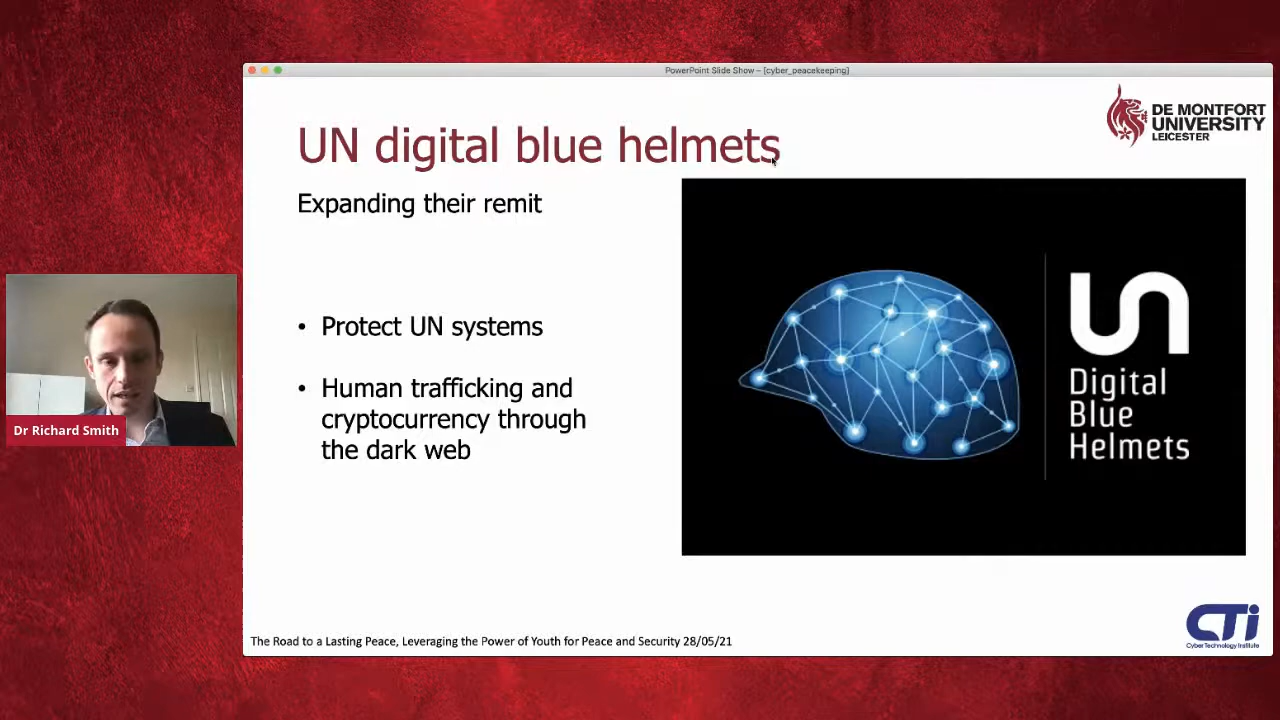 PowerPoint Slide Show – [cyber_peacekeeping]
DE MONTFORT
UNIVERSITY
LEICESTER
UN digital blue helmets
Expanding their remit
• Protect UN systems
• Human trafficking and
cryptocurrency through
the dark web
UN
Digital
Blue
Helmets
Dr Richard Smith
The Road to a Lasting Peace, Leveraging the Power of Youth for Peace and Security 28/05/21
CTi
Cyber Technology Institute